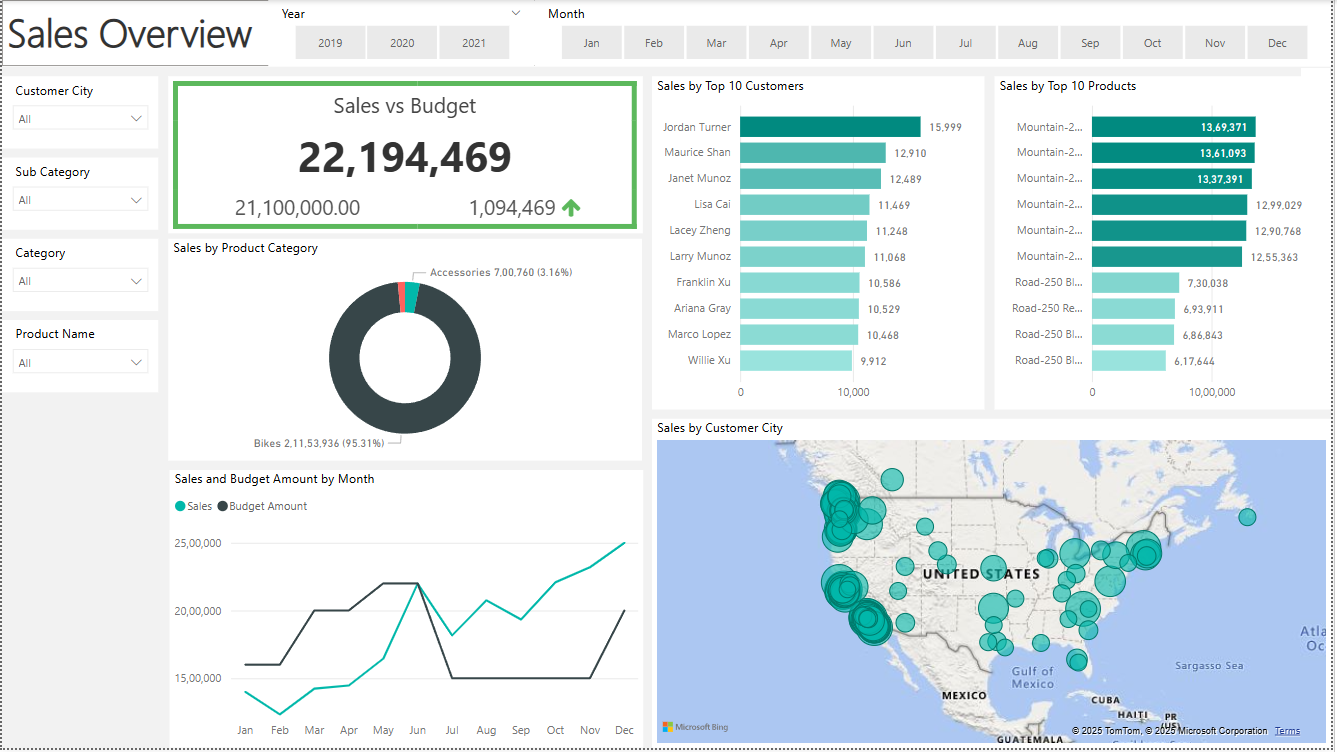 Sales Overview
Year
2019 2020 2021
Month
Jan Feb Mar Apr May Jun Jul Aug Sep Oct Nov Dec
Customer City
All
Sub Category
All
Category
All
Product Name
All
Sales vs Budget
22,194,469
21,100,000.00 1,094,469
Sales by Product Category
Accessories 7,00,760 (3.16%)
Bikes 2,11,53,936 (95.31%)
Sales and Budget Amount by Month
Sales Budget Amount
25,00,000
20,00,000
15,00,000
Jan Feb Mar Apr May Jun Jul Aug Sep Oct Nov Dec
Sales by Top 10 Customers
Jordan Turner 15,999
Maurice Shan 12,910
Janet Munoz 12,489
Lisa Cai 11,469
Lacey Zheng 11,248
Larry Munoz 11,068
Franklin Xu 10,586
Ariana Gray 10,529
Marco Lopez 10,468
Willie Xu 9,912
0 10,000
Sales by Top 10 Products
Mountain-2... 13,69,371
Mountain-2... 13,61,093
Mountain-2... 13,37,391
Mountain-2... 12,99,029
Mountain-2... 12,90,768
Mountain-2... 12,55,363
Road-250 Bl... 7,30,038
Road-250 Re... 6,93,911
Road-250 Bl... 6,86,843
Road-250 Bl... 6,17,644
0 10,00,000
Sales by Customer City
UNITED STATES
Atla
Oc
Sargasso Sea
Gulf of
Mexico
MEXICO
CUBA
HAITI
PR
(US)
GUATEMALA
Microsoft Bing
© 2025 TomTom, © 2025 Microsoft Corporation Terms